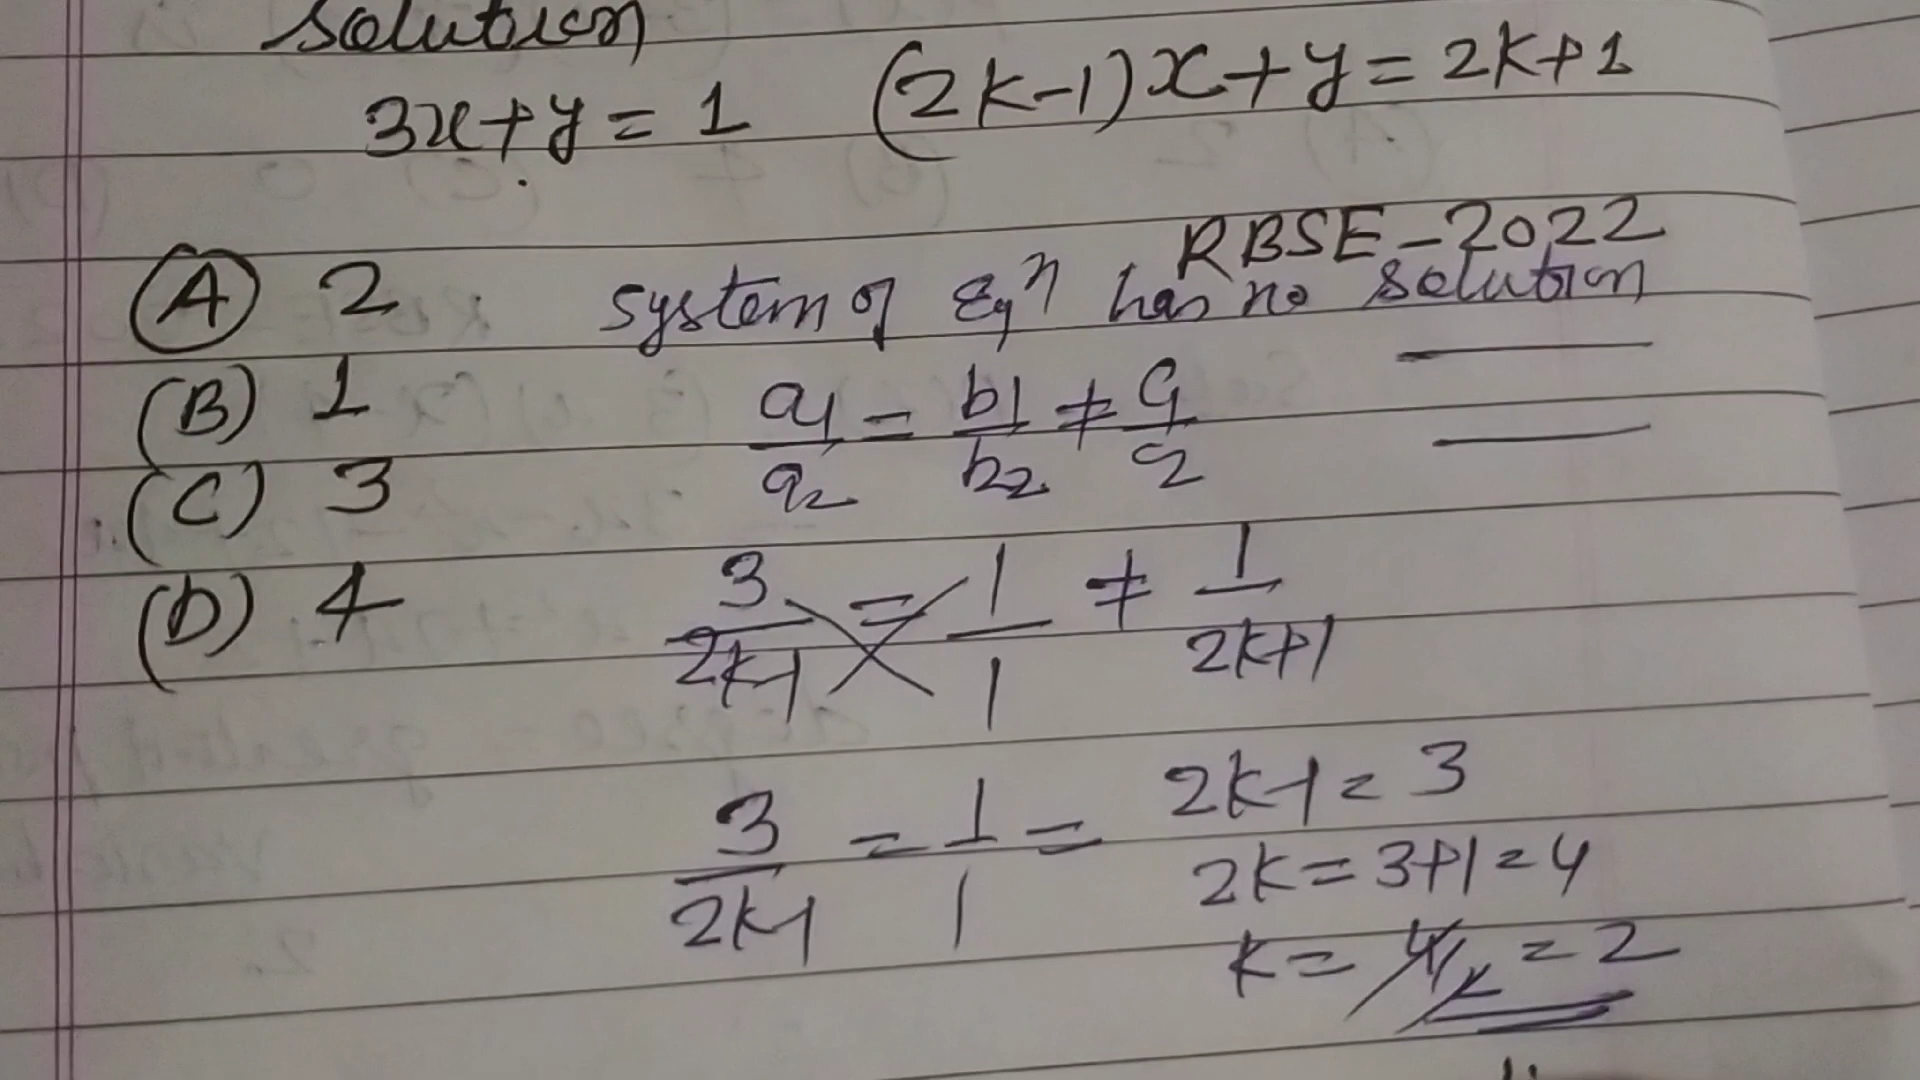 solution
3x+y=1 (2k-1)x+y=2k+1
RBSE-2022
(A) 2 system of Eqⁿ has no solution
(B) 1 a1/a2 = b1/b2 ≠ c1/c2
(C) 3
(D) 4 3/2k-1 = 1/1 ≠ 1/2k+1
3/2k-1 = 1/1 = 2k-1=3
2k=3+1=4
k=4/2=2